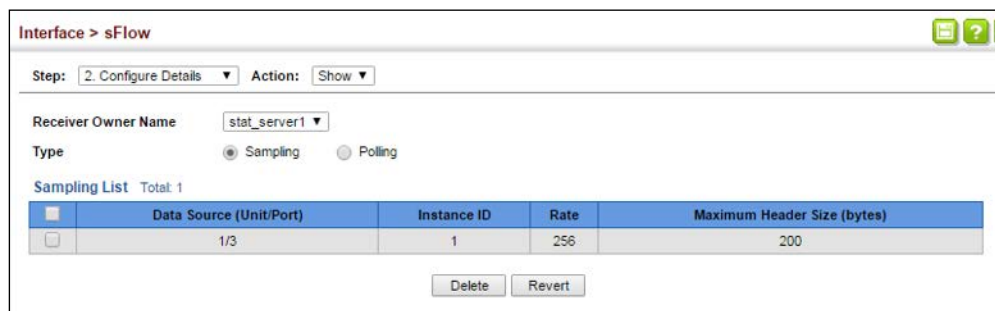 Interface > sFlow
Step: 2. Configure Details Action: Show
Receiver Owner Name stat_server1
Type Sampling Polling
Sampling List Total: 1
Data Source (Unit/Port) Instance ID Rate Maximum Header Size (bytes)
1/3 1 256 200
Delete Revert